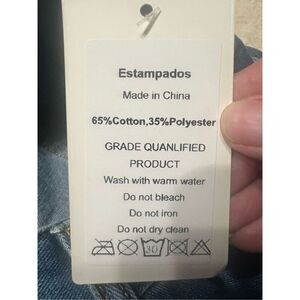 Estampados
Made in China
65%Cotton,35%Polyester
GRADE QUANLIFIED
PRODUCT
Wash with warm water
Do not bleach
Do not iron
Do not dry clean
30